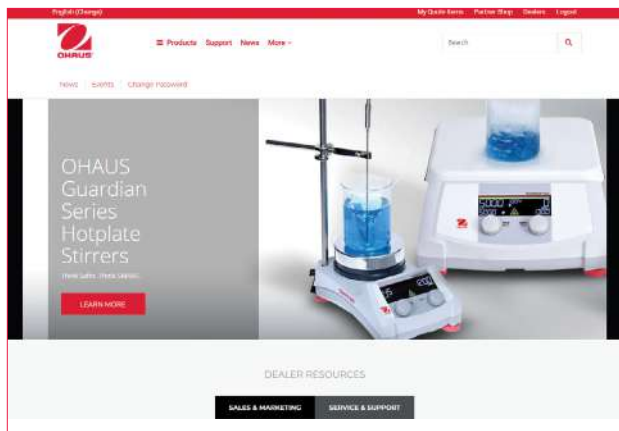 English (Change)
My Quote Items Partner Shop Dealers Logout
OHAUS
Products Support News More
Search
News Events Change Password
OHAUS
Guardian
Series
Hotplate
Stirrers
LEARN MORE
DEALER RESOURCES
SALES & MARKETING SERVICE & SUPPORT